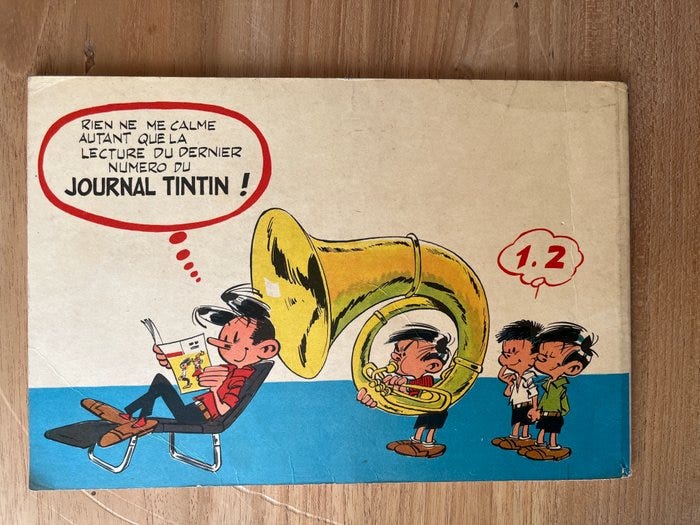 RIEN NE ME CALME
AUTANT QUE LA
LECTURE DU DERNIER
NUMERO DU
JOURNAL TINTIN !
1.2